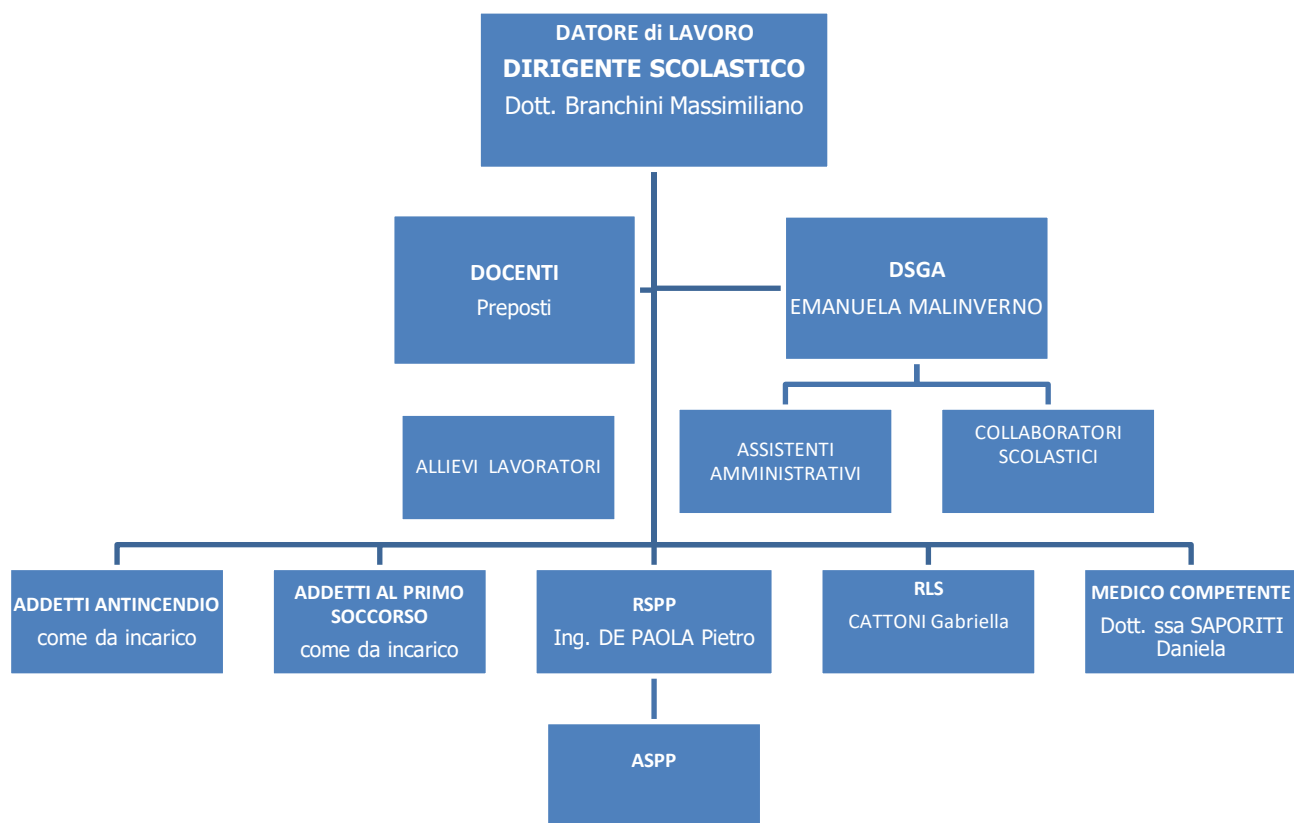 DATORE di LAVORO
DIRIGENTE SCOLASTICO
Dott. Branchini Massimiliano
DOCENTI
Preposti
DSGA
EMANUELA MALINVERNO
ALLIEVI LAVORATORI
ASSISTENTI
AMMINISTRATIVI
COLLABORATORI
SCOLASTICI
ADDETTI ANTINCENDIO
come da incarico
ADDETTI AL PRIMO
SOCCORSO
come da incarico
RSPP
Ing. DE PAOLA Pietro
RLS
CATTONI Gabriella
MEDICO COMPETENTE
Dott. ssa SAPORITI
Daniela
ASPP